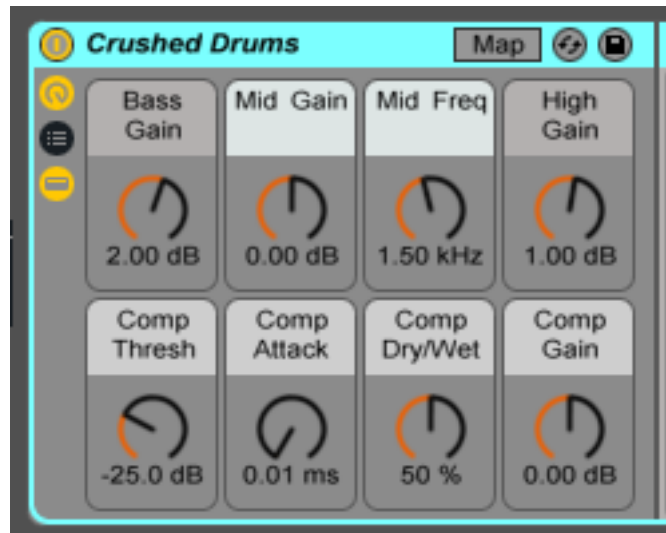 Crushed Drums Map
Bass Mid Gain Mid Freq High
Gain Gain
2.00 dB 0.00 dB 1.50 kHz 1.00 dB
Comp Comp Comp Comp
Thresh Attack Dry/Wet Gain
-25.0 dB 0.01 ms 50 % 0.00 dB